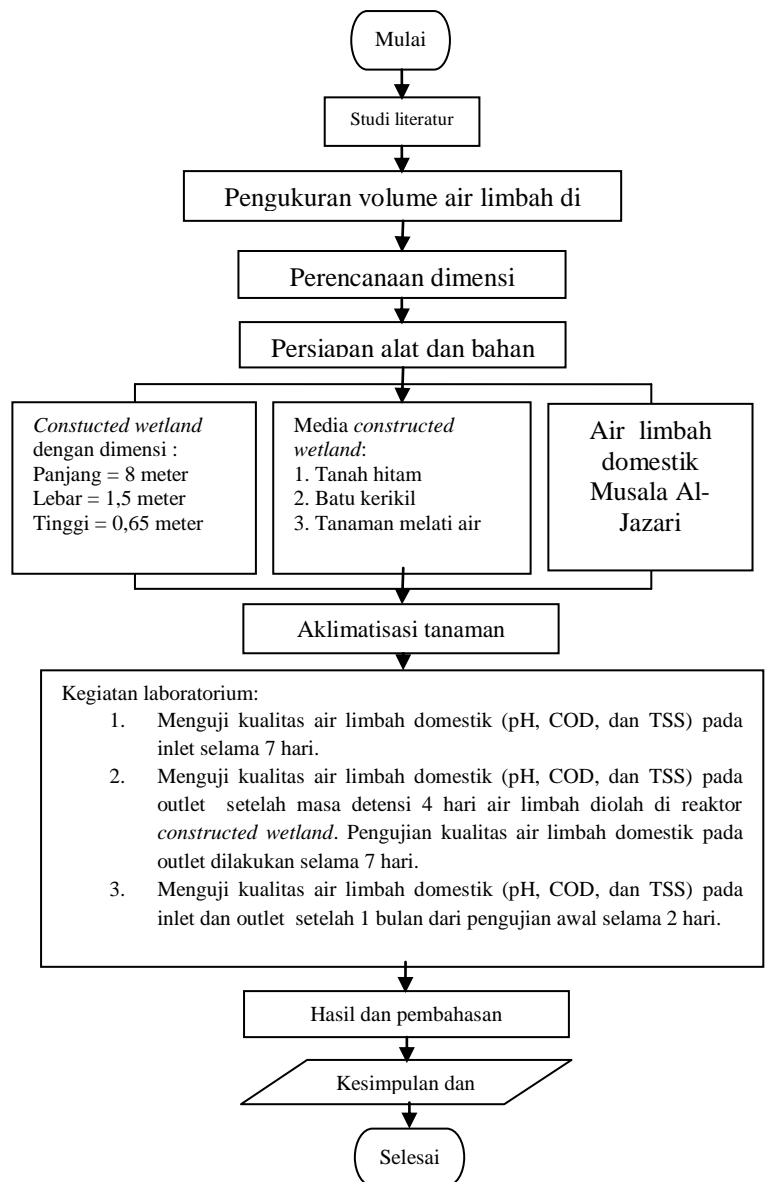 Mulai
Studi literatur
Pengukuran volume air limbah di
Perencanaan dimensi
Persiapan alat dan bahan
Constucted wetland
dengan dimensi :
Panjang = 8 meter
Lebar = 1,5 meter
Tinggi = 0,65 meter
Media constructed
wetland:
1. Tanah hitam
2. Batu kerikil
3. Tanaman melati air
Air limbah
domestik
Musala Al-
Jazari
Aklimatisasi tanaman
Kegiatan laboratorium:
1. Menguji kualitas air limbah domestik (pH, COD, dan TSS) pada
inlet selama 7 hari.
2. Menguji kualitas air limbah domestik (pH, COD, dan TSS) pada
outlet setelah masa detensi 4 hari air limbah diolah di reaktor
constructed wetland. Pengujian kualitas air limbah domestik pada
outlet dilakukan selama 7 hari.
3. Menguji kualitas air limbah domestik (pH, COD, dan TSS) pada
inlet dan outlet setelah 1 bulan dari pengujian awal selama 2 hari.
Hasil dan pembahasan
Kesimpulan dan
Selesai